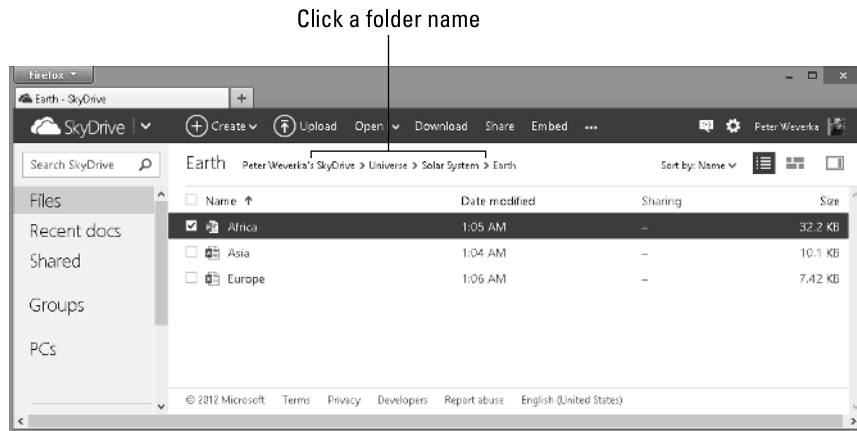 Click a folder name
Firefox
Earth - SkyDrive +
SkyDrive Create Upload Open Download Share Embed ••• Peter Weverka
Search SkyDrive Earth Peter Weverka's SkyDrive > Universe > Solar System > Earth Sort by: Name
Files Name ↑ Date modified Sharing Size
Recent docs Africa 1:05 AM – 32.2 KB
Shared Asia 1:04 AM – 10.1 KB
Europe 1:06 AM – 7.42 KB
Groups
PCs
© 2012 Microsoft Terms Privacy Developers Report abuse English (United States)